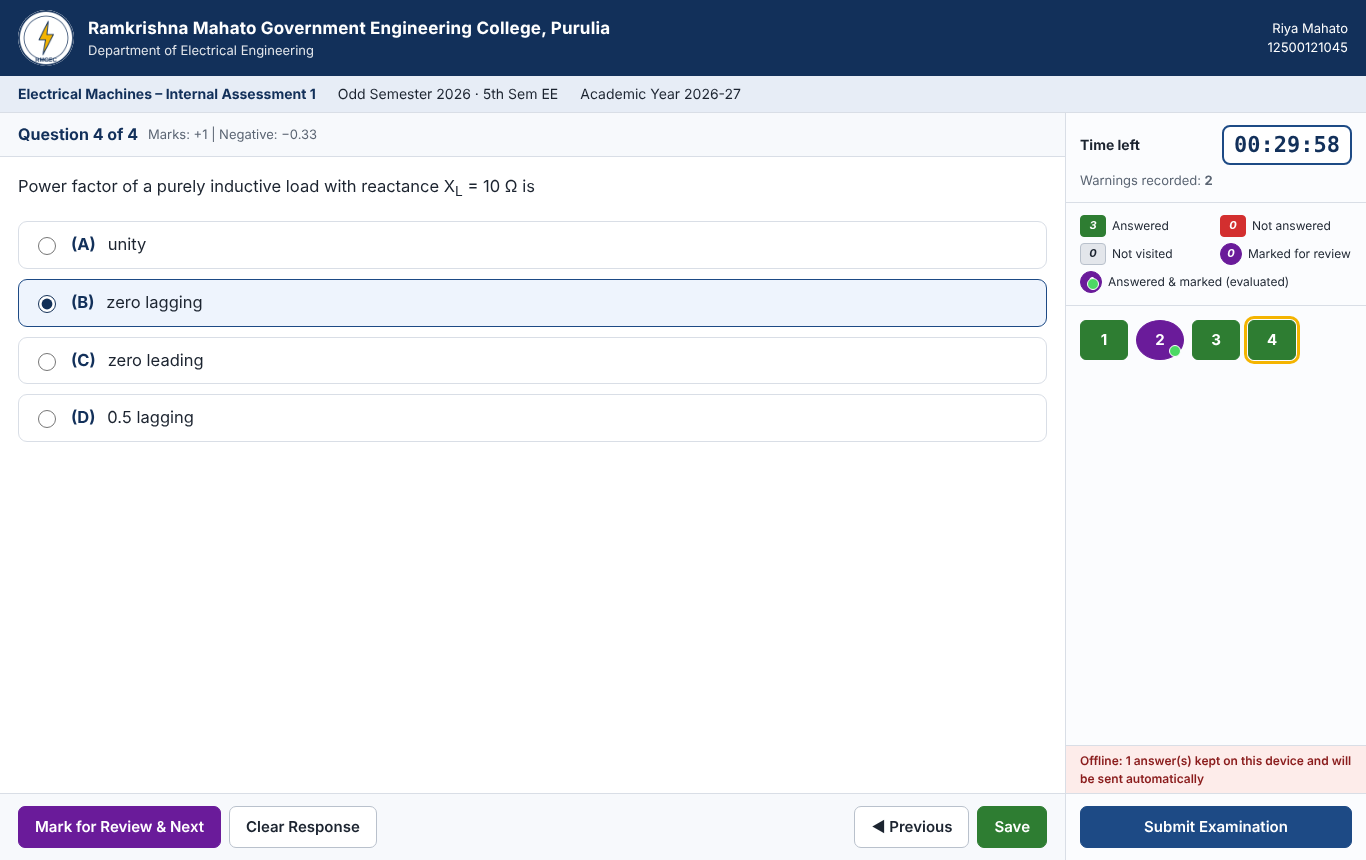 Ramkrishna Mahato Government Engineering College, Purulia
Department of Electrical Engineering
Riya Mahato
12500121045
Electrical Machines – Internal Assessment 1 Odd Semester 2026 · 5th Sem EE Academic Year 2026-27
Question 4 of 4 Marks: +1 | Negative: −0.33
Power factor of a purely inductive load with reactance XL = 10 Ω is
(A) unity
(B) zero lagging
(C) zero leading
(D) 0.5 lagging
Time left 00:29:58
Warnings recorded: 2
3 Answered 0 Not answered
0 Not visited 0 Marked for review
Answered & marked (evaluated)
1 2 3 4
Offline: 1 answer(s) kept on this device and will
be sent automatically
Mark for Review & Next Clear Response ◀ Previous Save Submit Examination